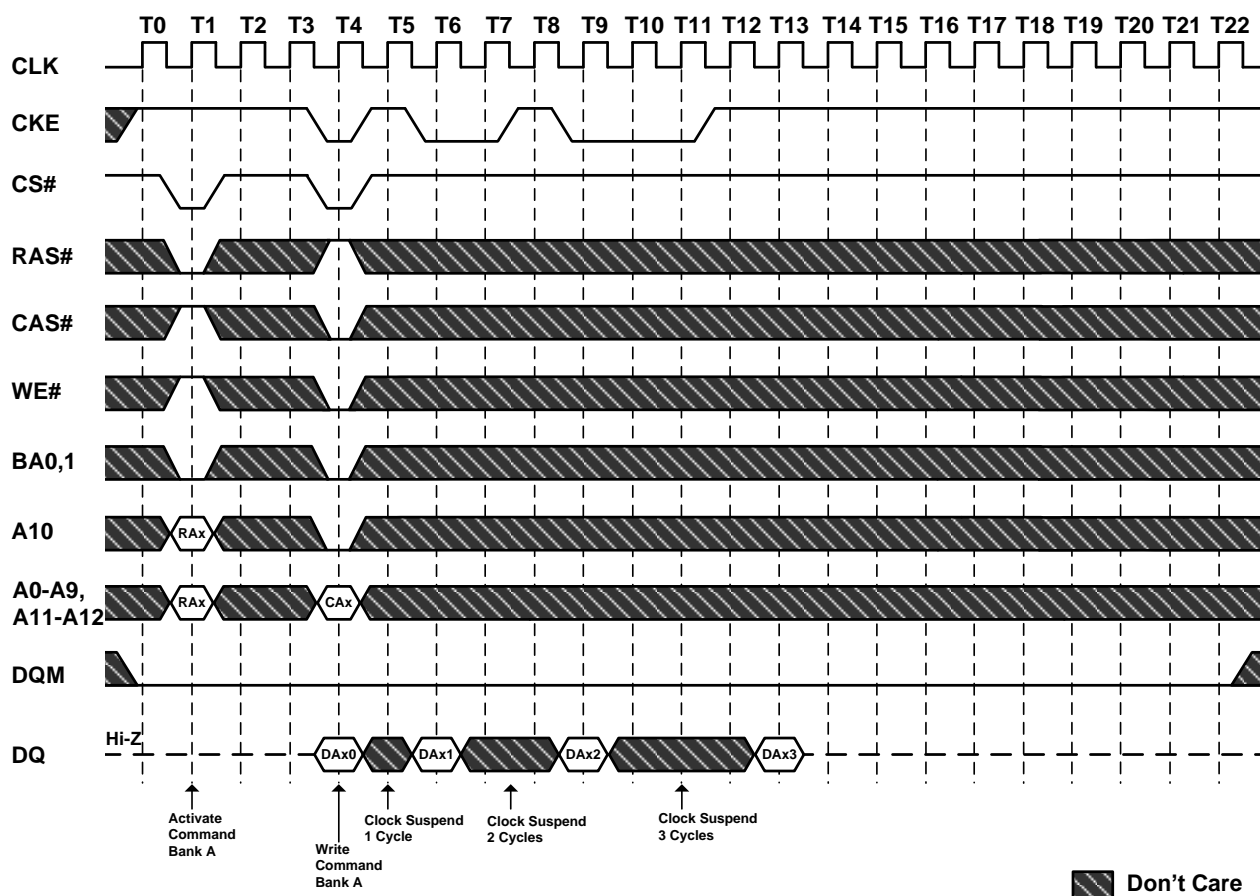 T0 T1 T2 T3 T4 T5 T6 T7 T8 T9 T10 T11 T12 T13 T14 T15 T16 T17 T18 T19 T20 T21 T22
CLK
CKE
CS#
RAS#
CAS#
WE#
BA0,1
A10
RAx
A0-A9,
A11-A12
RAx
CAx
DQM
DQ
Hi-Z
DAx0
DAx1
DAx2
DAx3
Activate
Command
Bank A
Write
Command
Bank A
Clock Suspend
1 Cycle
Clock Suspend
2 Cycles
Clock Suspend
3 Cycles
Don't Care